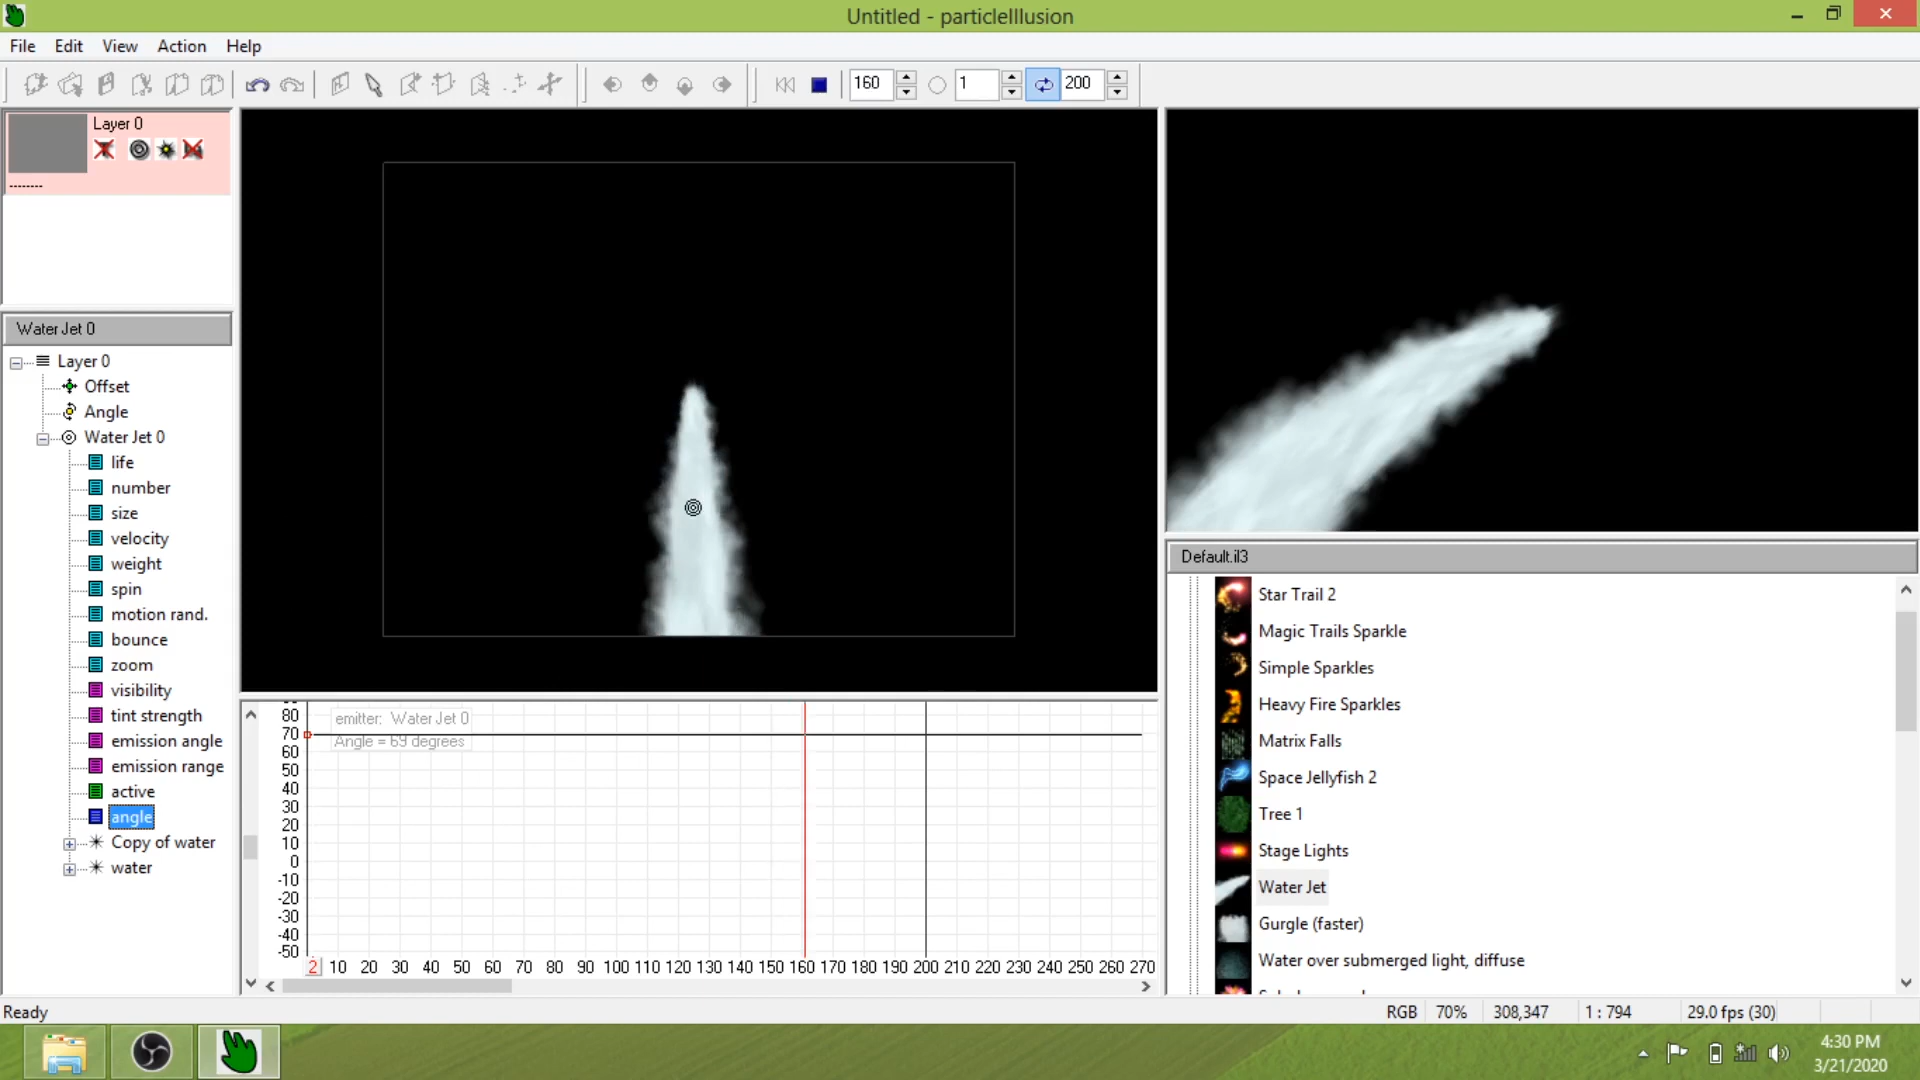 Untitled - particleIllusion
File Edit View Action Help
160 1 200
Layer 0
--------
Water Jet 0
Layer 0
Offset
Angle
Water Jet 0
life
number
size
velocity
weight
spin
motion rand.
bounce
zoom
visibility
tint strength
emission angle
emission range
active
angle
Copy of water
water
emitter: Water Jet 0
Angle = 69 degrees
80
70
60
50
40
30
20
10
0
-10
-20
-30
-40
-50
2 10 20 30 40 50 60 70 80 90 100 110 120 130 140 150 160 170 180 190 200 210 220 230 240 250 260 270
Default.il3
Star Trail 2
Magic Trails Sparkle
Simple Sparkles
Heavy Fire Sparkles
Matrix Falls
Space Jellyfish 2
Tree 1
Stage Lights
Water Jet
Gurgle (faster)
Water over submerged light, diffuse
Ready
RGB 70% 308,347 1 : 794 29.0 fps (30)
4:30 PM
3/21/2020